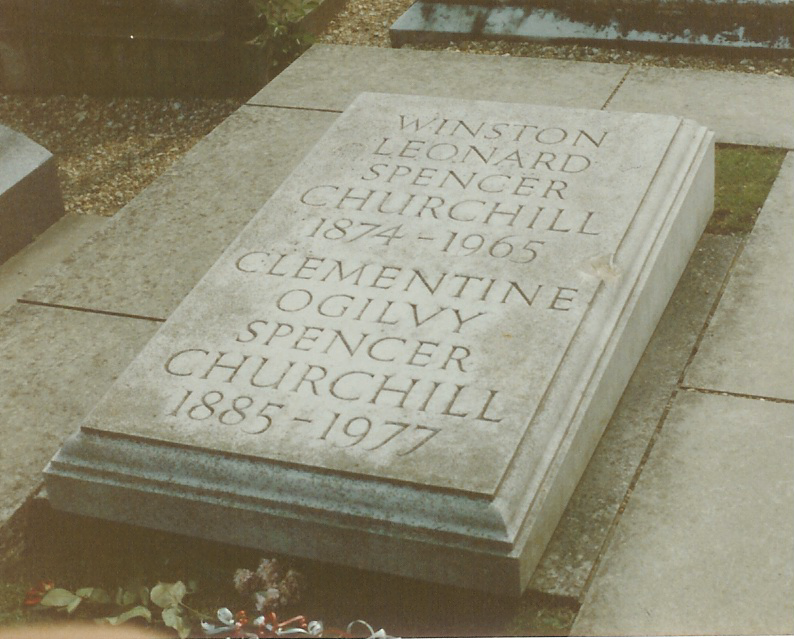 WINSTON
LEONARD
SPENCER
CHURCHILL
1874-1965
CLEMENTINE
OGILVY
SPENCER
CHURCHILL
1885-1977